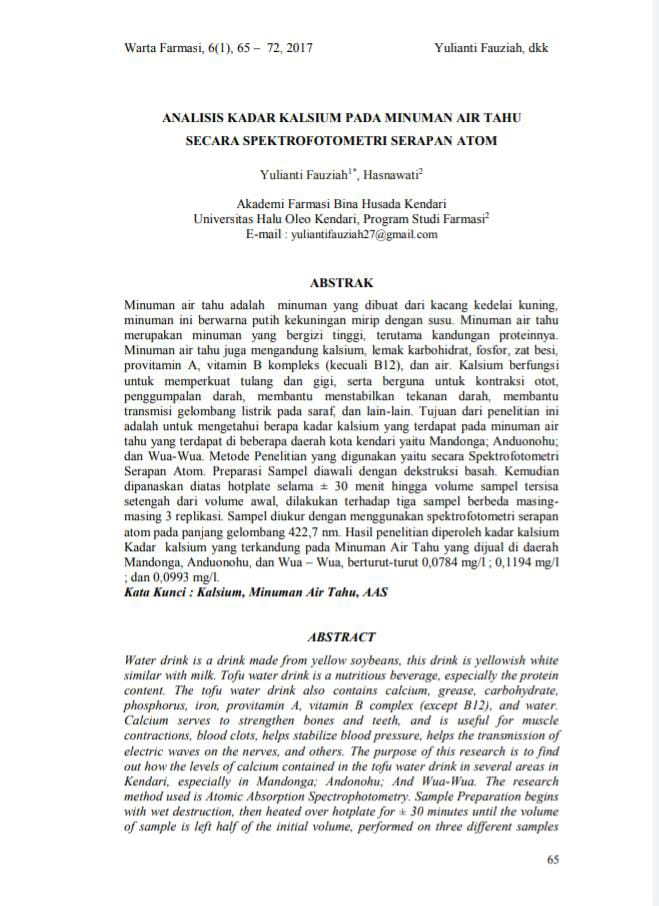 Warta Farmasi, 6(1), 65 – 72, 2017 Yulianti Fauziah, dkk
ANALISIS KADAR KALSIUM PADA MINUMAN AIR TAHU
SECARA SPEKTROFOTOMETRI SERAPAN ATOM
Yulianti Fauziah¹*, Hasnawati²
Akademi Farmasi Bina Husada Kendari
Universitas Halu Oleo Kendari, Program Studi Farmasi²
E-mail : yuliantifauziah27@gmail.com
ABSTRAK
Minuman air tahu adalah minuman yang dibuat dari kacang kedelai kuning,
minuman ini berwarna putih kekuningan mirip dengan susu. Minuman air tahu
merupakan minuman yang bergizi tinggi, terutama kandungan proteinnya.
Minuman air tahu juga mengandung kalsium, lemak karbohidrat, fosfor, zat besi,
provitamin A, vitamin B kompleks (kecuali B12), dan air. Kalsium berfungsi
untuk memperkuat tulang dan gigi, serta berguna untuk kontraksi otot,
penggumpalan darah, membantu menstabilkan tekanan darah, membantu
transmisi gelombang listrik pada saraf, dan lain-lain. Tujuan dari penelitian ini
adalah untuk mengetahui berapa kadar kalsium yang terdapat pada minuman air
tahu yang terdapat di beberapa daerah kota kendari yaitu Mandonga; Anduonohu;
dan Wua-Wua. Metode Penelitian yang digunakan yaitu secara Spektrofotometri
Serapan Atom. Preparasi Sampel diawali dengan dekstruksi basah. Kemudian
dipanaskan diatas hotplate selama ± 30 menit hingga volume sampel tersisa
setengah dari volume awal, dilakukan terhadap tiga sampel berbeda masing-
masing 3 replikasi. Sampel diukur dengan menggunakan spektrofotometri serapan
atom pada panjang gelombang 422,7 nm. Hasil penelitian diperoleh kadar kalsium
Kadar kalsium yang terkandung pada Minuman Air Tahu yang dijual di daerah
Mandonga, Anduonohu, dan Wua – Wua, berturut-turut 0,0784 mg/l ; 0,1194 mg/l
; dan 0,0993 mg/l.
Kata Kunci : Kalsium, Minuman Air Tahu, AAS
ABSTRACT
Water drink is a drink made from yellow soybeans, this drink is yellowish white
similar with milk. Tofu water drink is a nutritious beverage, especially the protein
content. The tofu water drink also contains calcium, grease, carbohydrate,
phosphorus, iron, provitamin A, vitamin B complex (except B12), and water.
Calcium serves to strengthen bones and teeth, and is useful for muscle
contractions, blood clots, helps stabilize blood pressure, helps the transmission of
electric waves on the nerves, and others. The purpose of this research is to find
out how the levels of calcium contained in the tofu water drink in several areas in
Kendari, especially in Mandonga; Andonohu; And Wua-Wua. The research
method used is Atomic Absorption Spectrophotometry. Sample Preparation begins
with wet destruction, then heated over hotplate for ± 30 minutes until the volume
of sample is left half of the initial volume, performed on three different samples
65